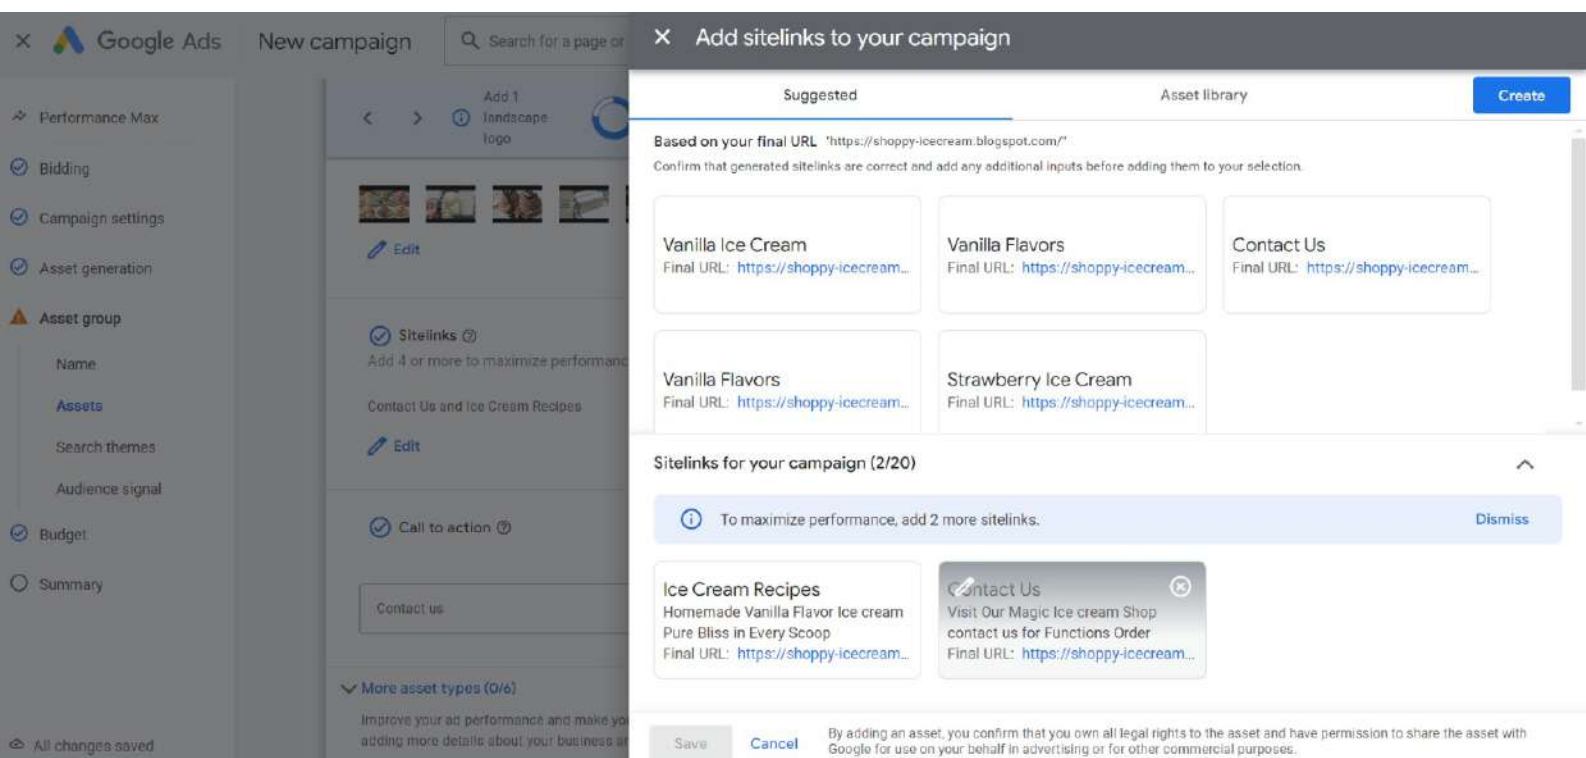 Google Ads
New campaign
Search for a page or
Performance Max
Bidding
Campaign settings
Asset generation
Asset group
Name
Assets
Search themes
Audience signal
Budget
Summary
All changes saved
Add 1
landscape
logo
Edit
Sitelinks
Add 4 or more to maximize performanc
Contact Us and Ice Cream Recipes
Edit
Call to action
Contact us
More asset types (0/6)
Improve your ad performance and make yo
adding more details about your business an
Add sitelinks to your campaign
Suggested
Asset library
Create
Based on your final URL "https://shoppy-icecream.blogspot.com/"
Confirm that generated sitelinks are correct and add any additional inputs before adding them to your selection.
Vanilla Ice Cream
Final URL: https://shoppy-icecream...
Vanilla Flavors
Final URL: https://shoppy-icecream...
Contact Us
Final URL: https://shoppy-icecream...
Vanilla Flavors
Final URL: https://shoppy-icecream...
Strawberry Ice Cream
Final URL: https://shoppy-icecream...
Sitelinks for your campaign (2/20)
To maximize performance, add 2 more sitelinks.
Dismiss
Ice Cream Recipes
Homemade Vanilla Flavor Ice cream
Pure Bliss in Every Scoop
Final URL: https://shoppy-icecream...
Contact Us
Visit Our Magic Ice cream Shop
contact us for Functions Order
Final URL: https://shoppy-icecream...
Save
Cancel
By adding an asset, you confirm that you own all legal rights to the asset and have permission to share the asset with
Google for use on your behalf in advertising or for other commercial purposes.